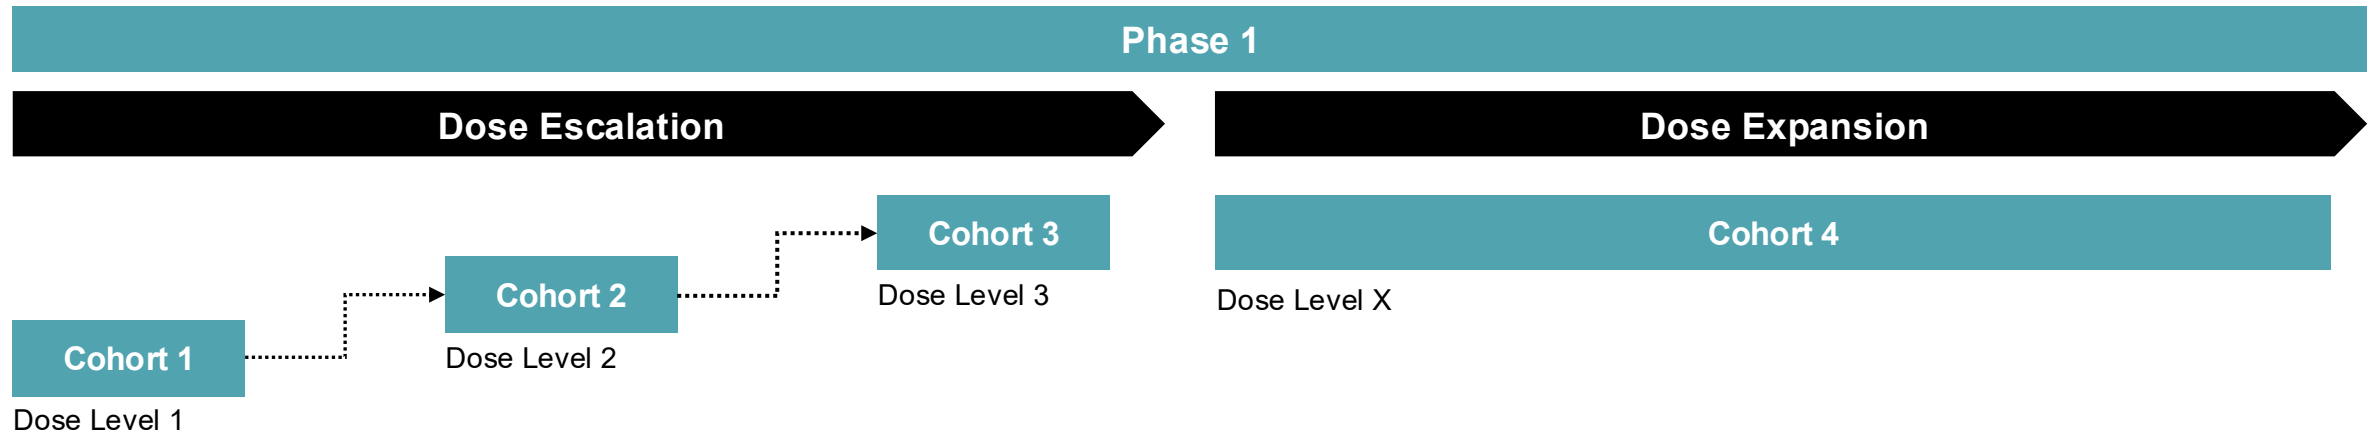 Phase 1
Dose Escalation
Dose Expansion
Cohort 1
Dose Level 1
Cohort 2
Dose Level 2
Cohort 3
Dose Level 3
Cohort 4
Dose Level X